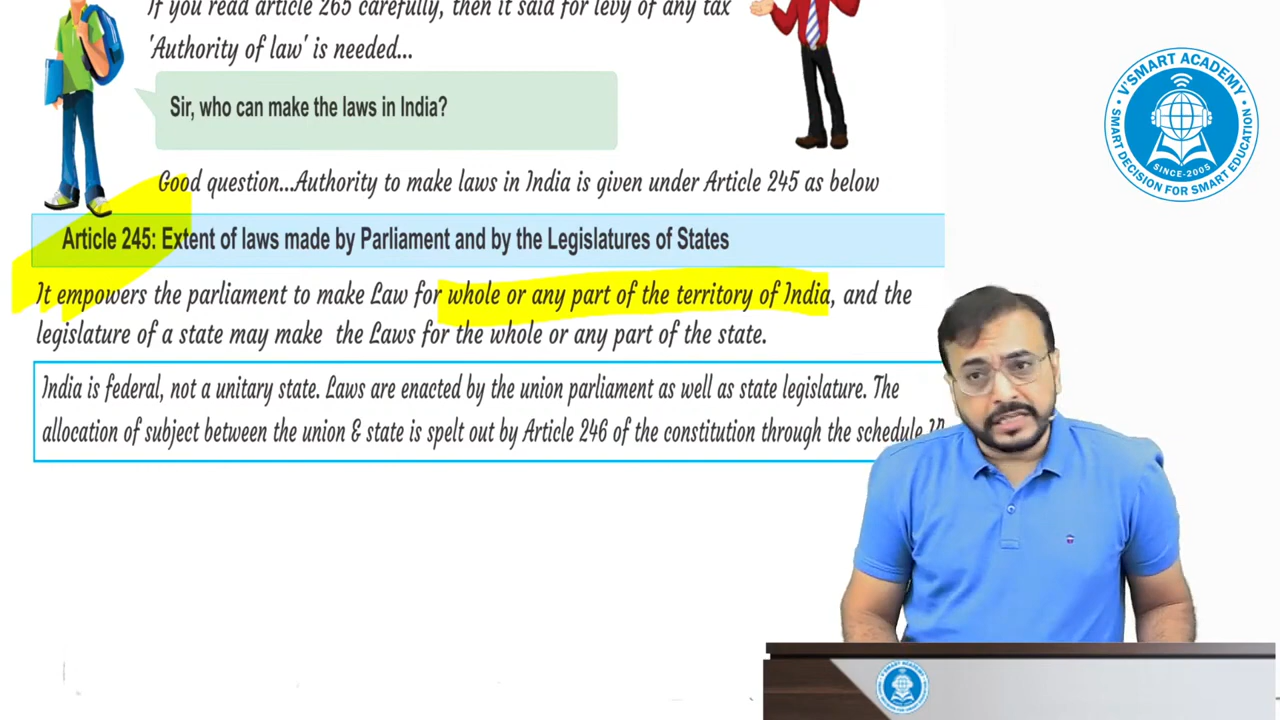 If you read article 265 carefully, then it said for levy of any tax
'Authority of law' is needed...
Sir, who can make the laws in India?
Good question...Authority to make laws in India is given under Article 245 as below
Article 245: Extent of laws made by Parliament and by the Legislatures of States
It empowers the parliament to make Law for whole or any part of the territory of India, and the
legislature of a state may make the Laws for the whole or any part of the state.
India is federal, not a unitary state. Laws are enacted by the union parliament as well as state legislature. The
allocation of subject between the union & state is spelt out by Article 246 of the constitution through the schedule
V'SMART ACADEMY
SINCE-2005
SMART DECISION FOR SMART EDUCATION